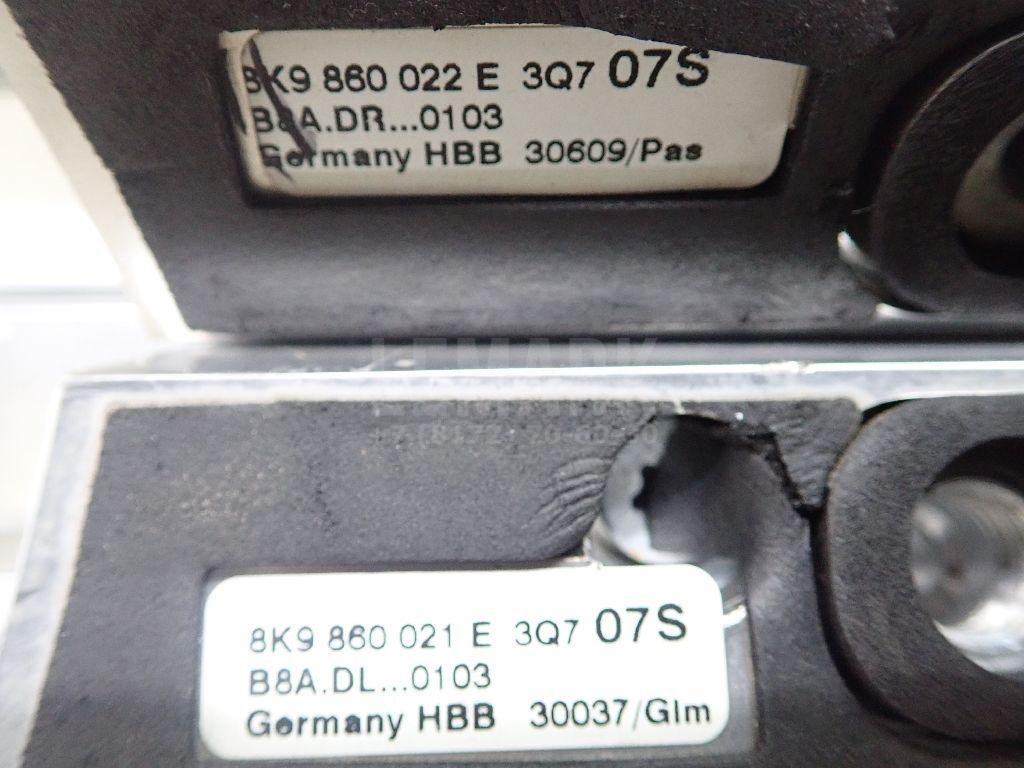 8K9 860 022 E 3Q7 07S
B8A.DR...0103
Germany HBB 30609/Pas
LEMARK
8K9 860 021 E 3Q7 07S
B8A.DL...0103
Germany HBB 30037/Glm